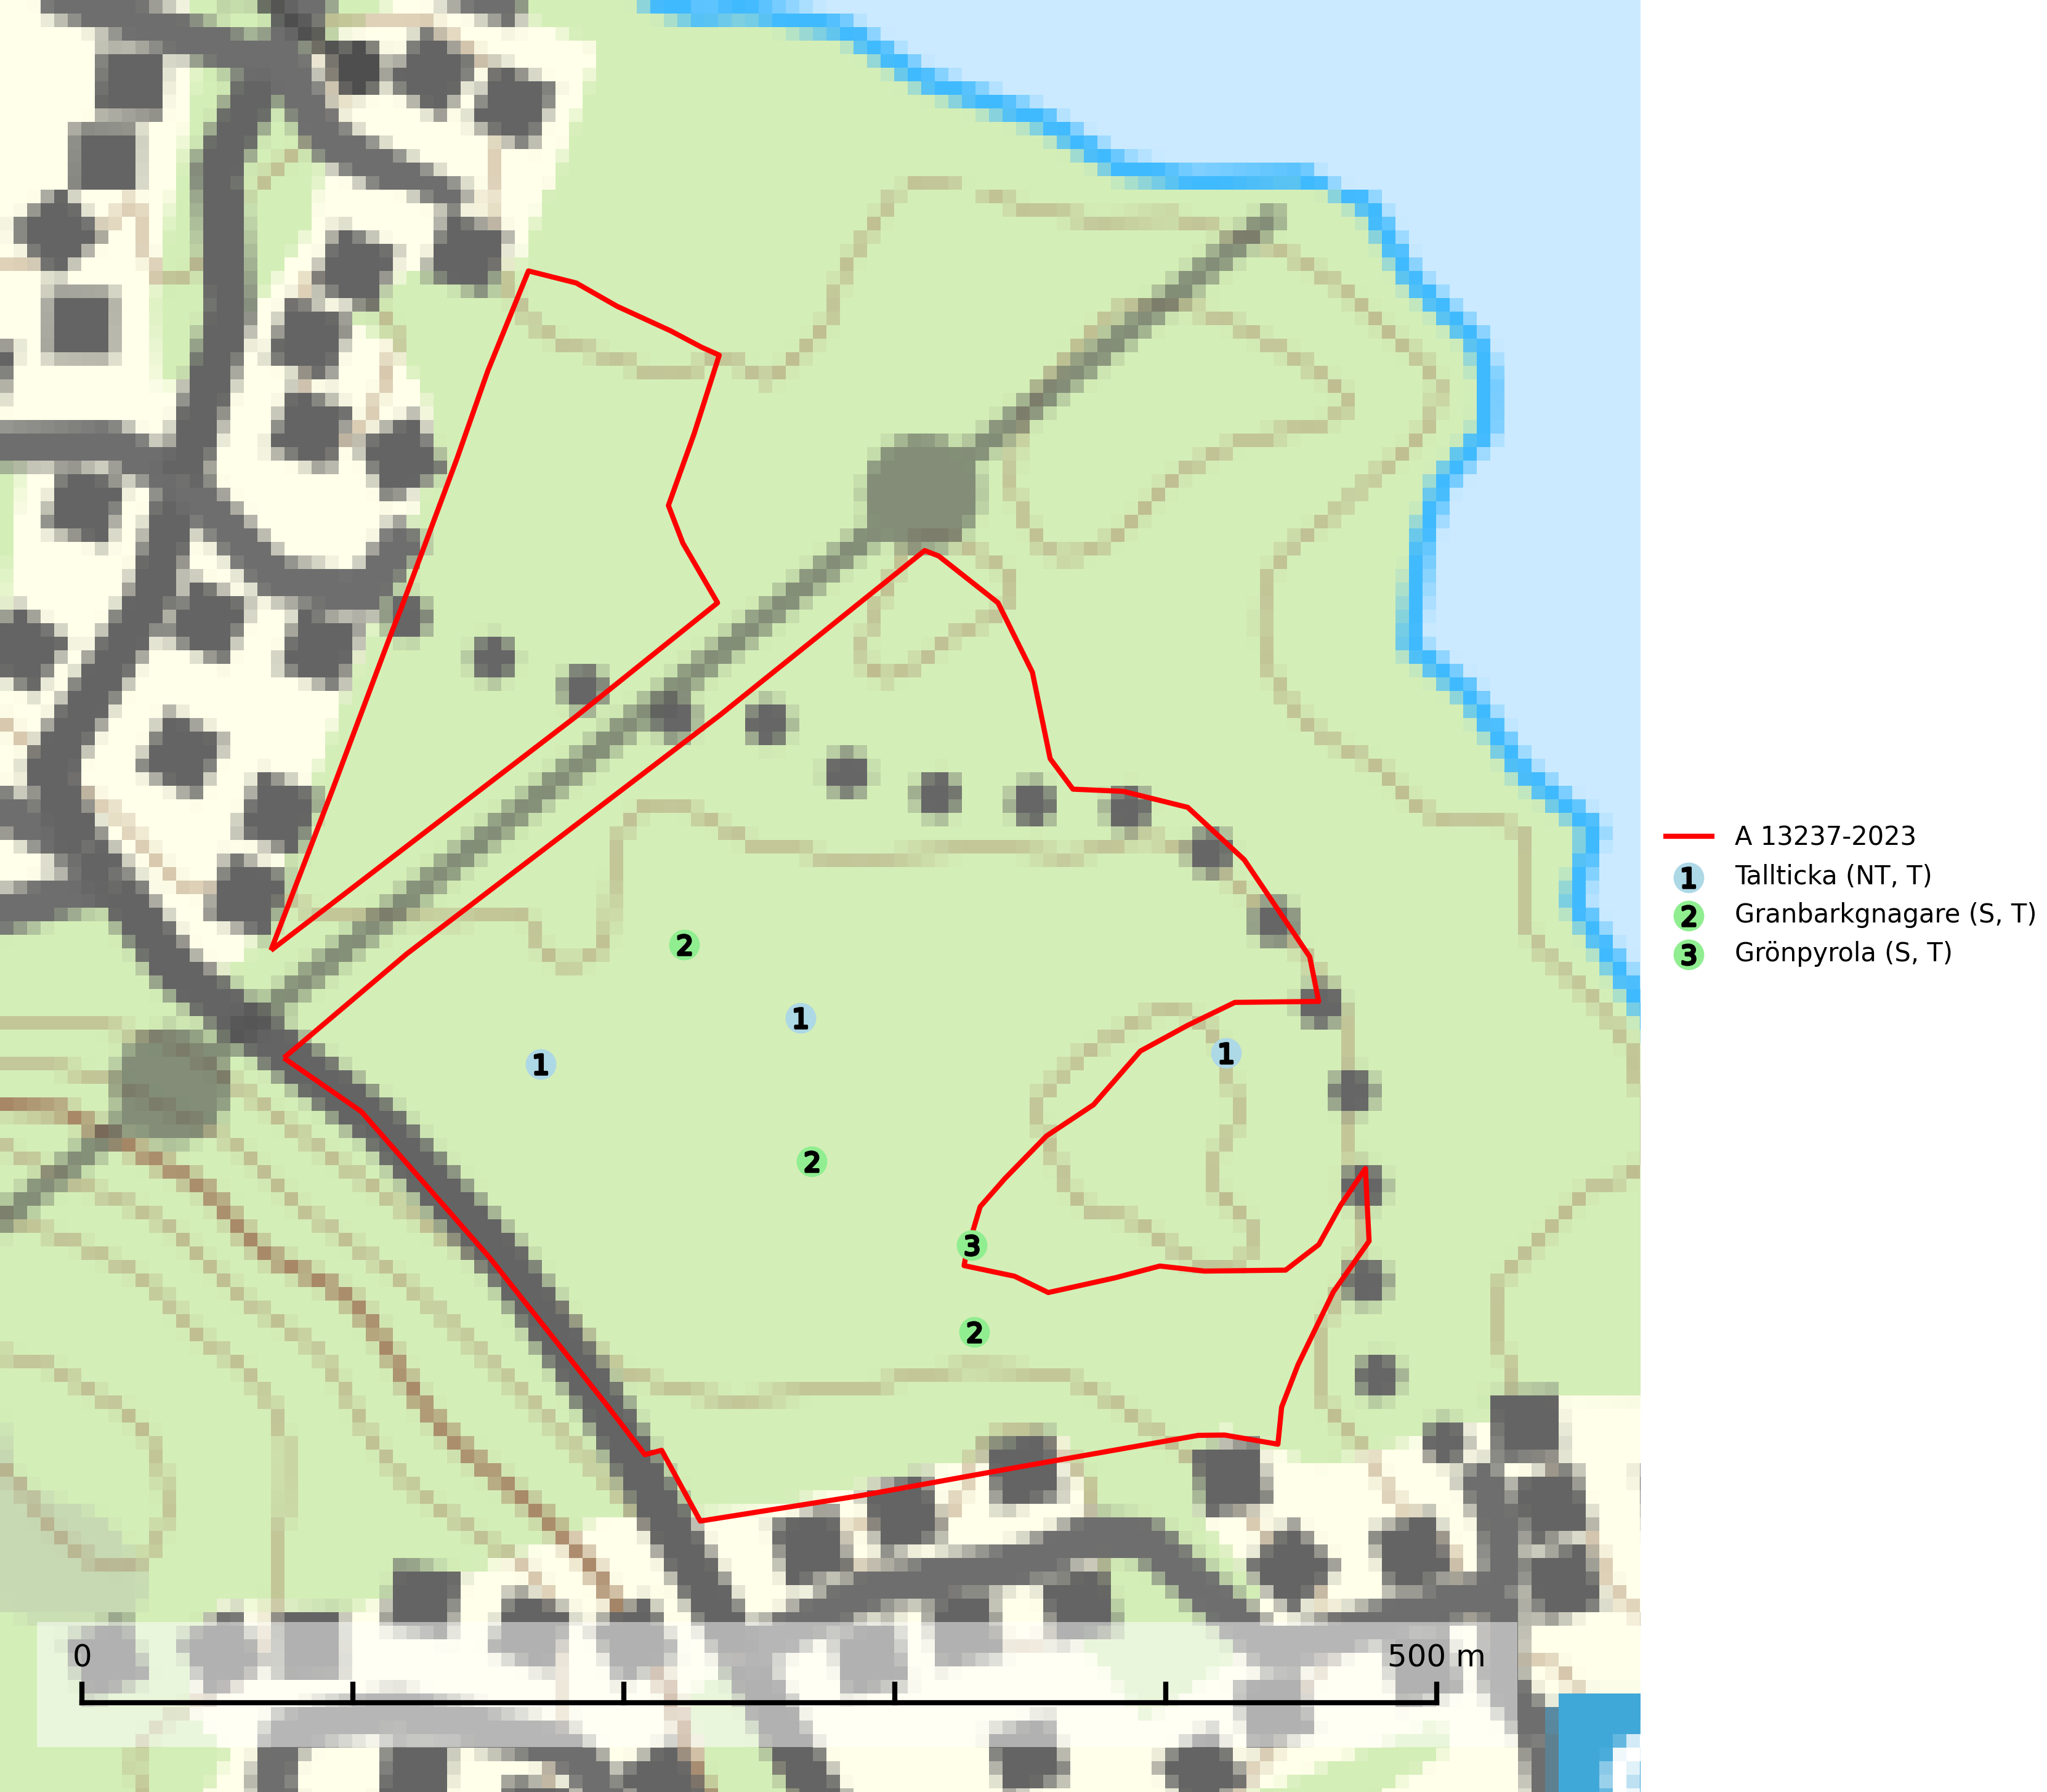 A 13237-2023
1 Tallticka (NT, T)
2 Granbarkgnagare (S, T)
3 Grönpyrola (S, T)
2
1
1
1
2
3
2
0
500 m